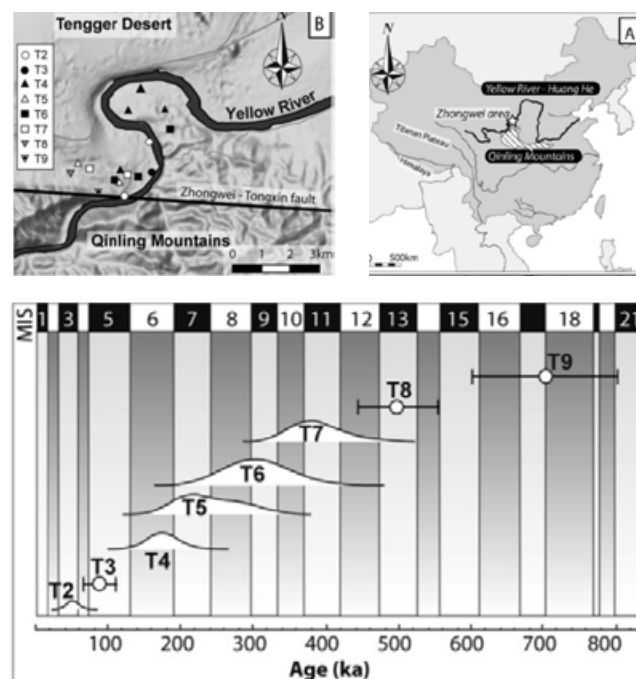 Tengger Desert
B
N
T2
T3
T4
T5
T6
T7
T8
T9
Yellow River
Zhongwei - Tongxin fault
Qinling Mountains
0 1 2 3km
A
N
Yellow River - Huang He
Zhongwei area
Tibetan Plateau
Qinling Mountains
Himalaya
500km
MIS
1 3 5 6 7 8 9 10 11 12 13 15 16 18 21
T9
T8
T7
T6
T5
T4
T3
T2
100 200 300 400 500 600 700 800
Age (ka)